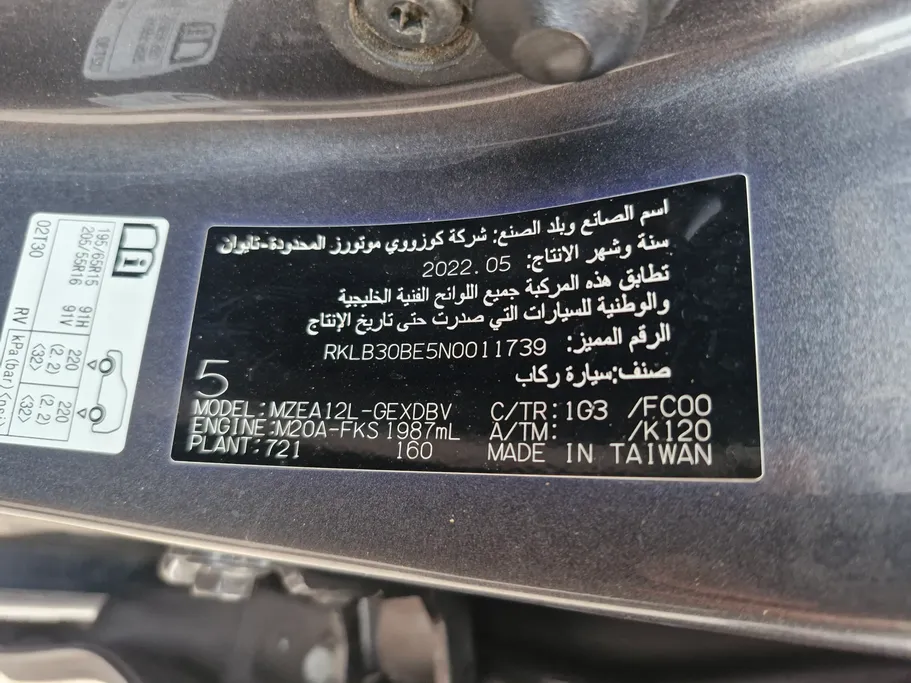 اسم الصانع وبلد الصنع: شركة كوزووي موتورز المحدودة-تايوان
سنة وشهر الانتاج: 2022.05
تطابق هذه المركبة جميع اللوائح الفنية الخليجية
والوطنية للسيارات التي صدرت حتى تاريخ الإنتاج
الرقم المميز: RKLB30BE5N0011739
صنف:سيارة ركاب
5
MODEL:MZEA12L-GEXDBV C/TR:1G3 /FC00
ENGINE:M20A-FKS 1987mL A/TM: /K120
PLANT:721 160 MADE IN TAIWAN
195/65R15 91H
205/55R16 91V
02T30 RV kPa(bar)
220 (2.2) <32>
220 (2.2) <32>